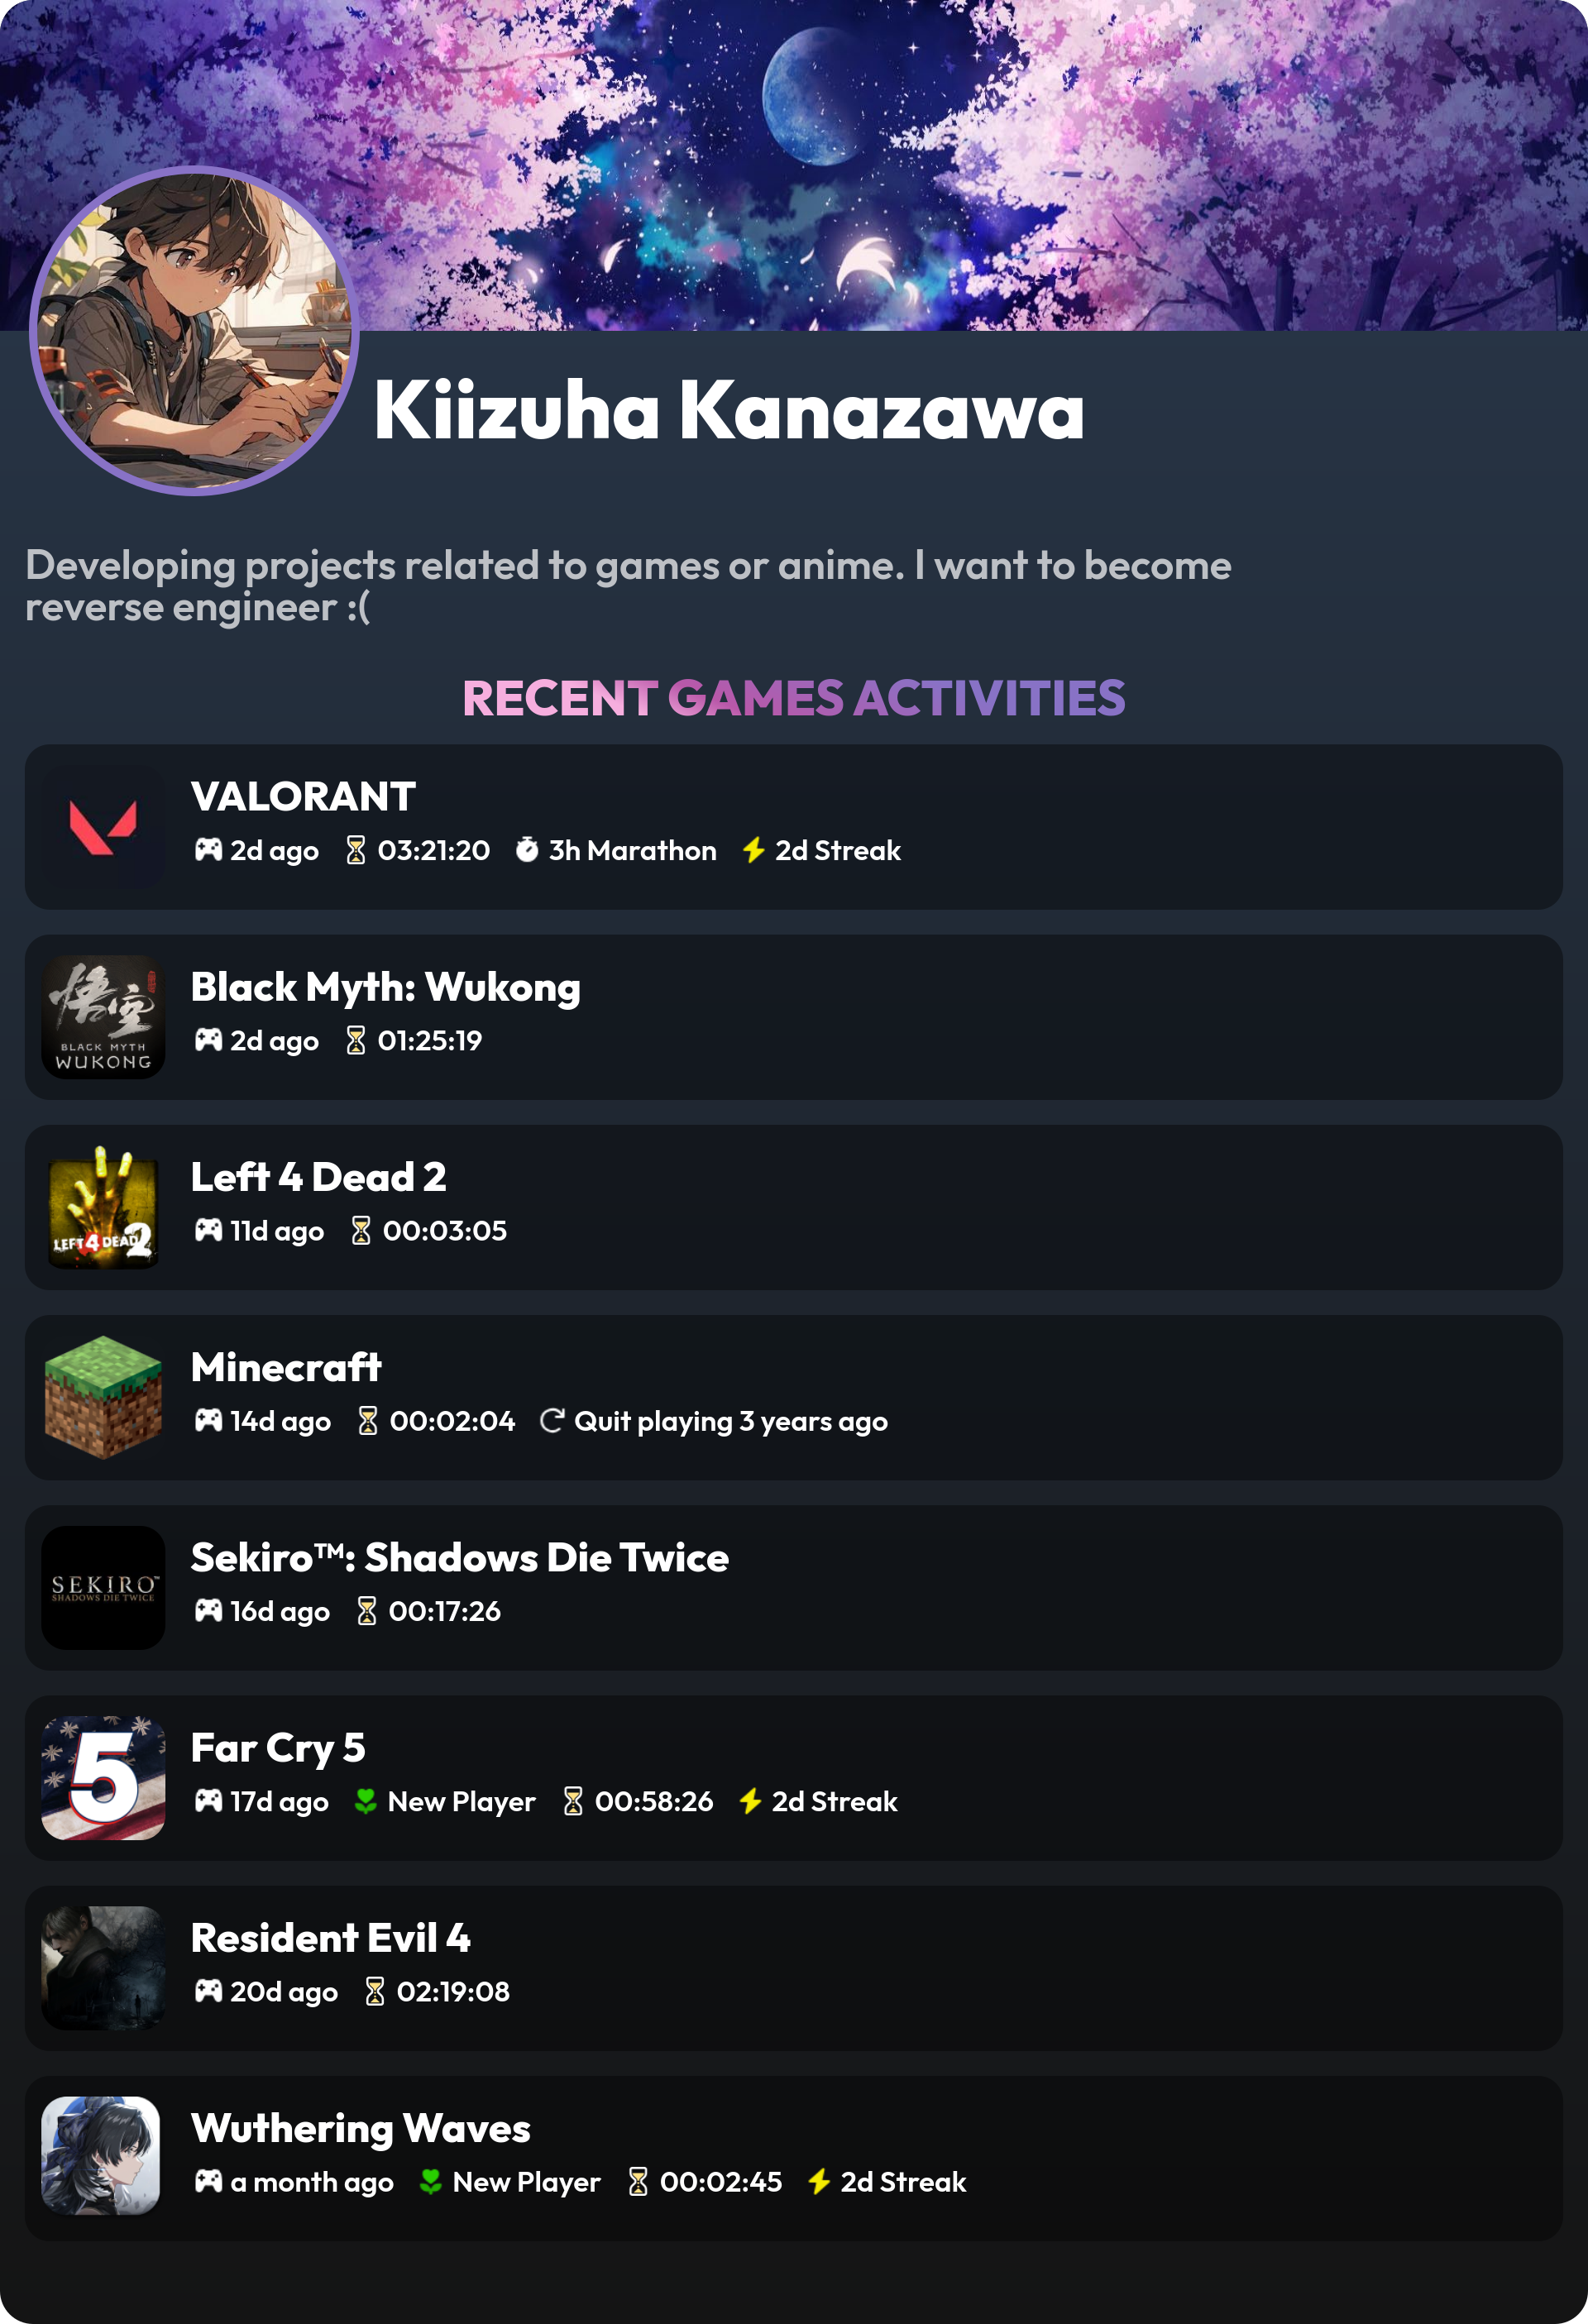 Kiizuha Kanazawa
Developing projects related to games or anime. I want to become
reverse engineer :(
RECENT GAMES ACTIVITIES
VALORANT
2d ago 03:21:20 3h Marathon 2d Streak
悟空
BLACK MYTH
WUKONG
Black Myth: Wukong
2d ago 01:25:19
LEFT 4 DEAD 2
Left 4 Dead 2
11d ago 00:03:05
Minecraft
14d ago 00:02:04 Quit playing 3 years ago
SEKIRO™
SHADOWS DIE TWICE
Sekiro™: Shadows Die Twice
16d ago 00:17:26
5
Far Cry 5
17d ago New Player 00:58:26 2d Streak
Resident Evil 4
20d ago 02:19:08
Wuthering Waves
a month ago New Player 00:02:45 2d Streak